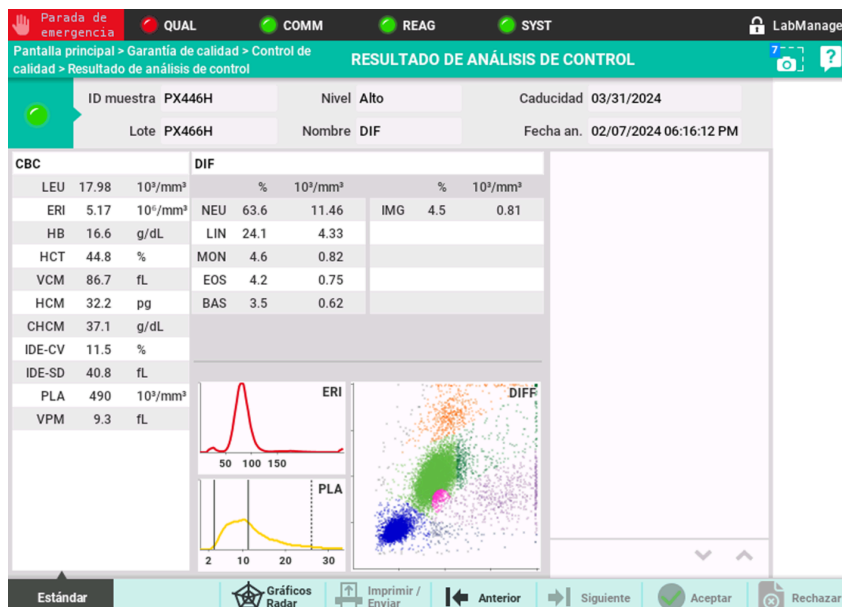 Parada de
emergencia
QUAL
COMM
REAG
SYST
LabManage
Pantalla principal > Garantía de calidad > Control de
calidad > Resultado de análisis de control
RESULTADO DE ANÁLISIS DE CONTROL
7
?
ID muestra PX446H
Nivel Alto
Caducidad 03/31/2024
Lote PX466H
Nombre DIF
Fecha an. 02/07/2024 06:16:12 PM
CBC
LEU 17.98 10³/mm³
ERI 5.17 10⁶/mm³
HB 16.6 g/dL
HCT 44.8 %
VCM 86.7 fL
HCM 32.2 pg
CHCM 37.1 g/dL
IDE-CV 11.5 %
IDE-SD 40.8 fL
PLA 490 10³/mm³
VPM 9.3 fL
DIF
% 10³/mm³ % 10³/mm³
NEU 63.6 11.46 IMG 4.5 0.81
LIN 24.1 4.33
MON 4.6 0.82
EOS 4.2 0.75
BAS 3.5 0.62
ERI
50 100 150
PLA
2 10 20 30
DIFF
Estándar
Gráficos
Radar
Imprimir /
Enviar
Anterior
Siguiente
Aceptar
Rechazar